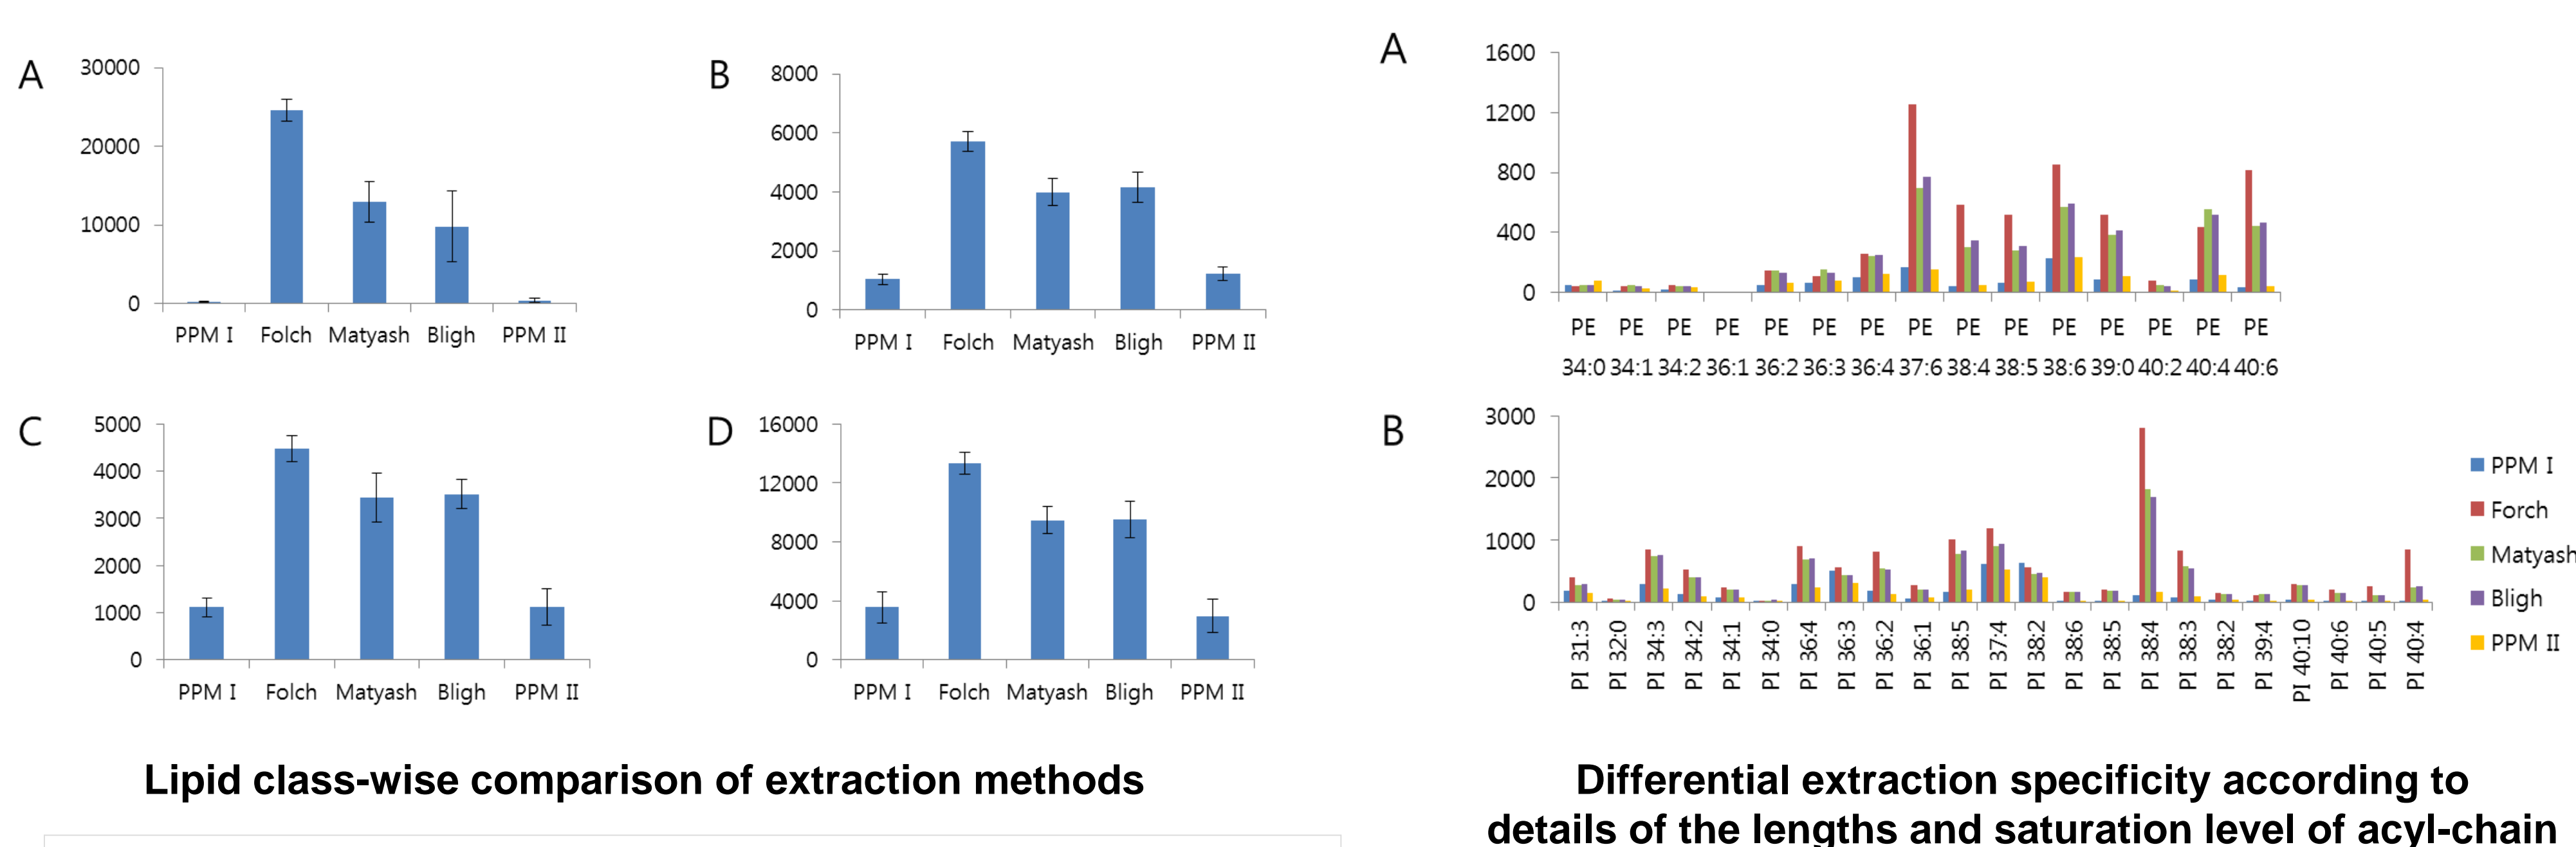 A
30000
20000
10000
0
PPM I Folch Matyash Bligh PPM II
B
8000
6000
4000
2000
0
PPM I Folch Matyash Bligh PPM II
C
5000
4000
3000
2000
1000
0
PPM I Folch Matyash Bligh PPM II
D
16000
12000
8000
4000
0
PPM I Folch Matyash Bligh PPM II
Lipid class-wise comparison of extraction methods
A
1600
1200
800
400
0
PE PE PE PE PE PE PE PE PE PE PE PE PE PE PE
34:0 34:1 34:2 36:1 36:2 36:3 36:4 37:6 38:4 38:5 38:6 39:0 40:2 40:4 40:6
B
3000
2000
1000
0
PI 31:3
PI 32:0
PI 34:3
PI 34:2
PI 34:1
PI 34:0
PI 36:4
PI 36:3
PI 36:2
PI 36:1
PI 38:5
PI 37:4
PI 38:2
PI 38:6
PI 38:5
PI 38:4
PI 38:3
PI 38:2
PI 39:4
PI 40:10
PI 40:6
PI 40:5
PI 40:4
PPM I
Forch
Matyash
Bligh
PPM II
Differential extraction specificity according to
details of the lengths and saturation level of acyl-chain